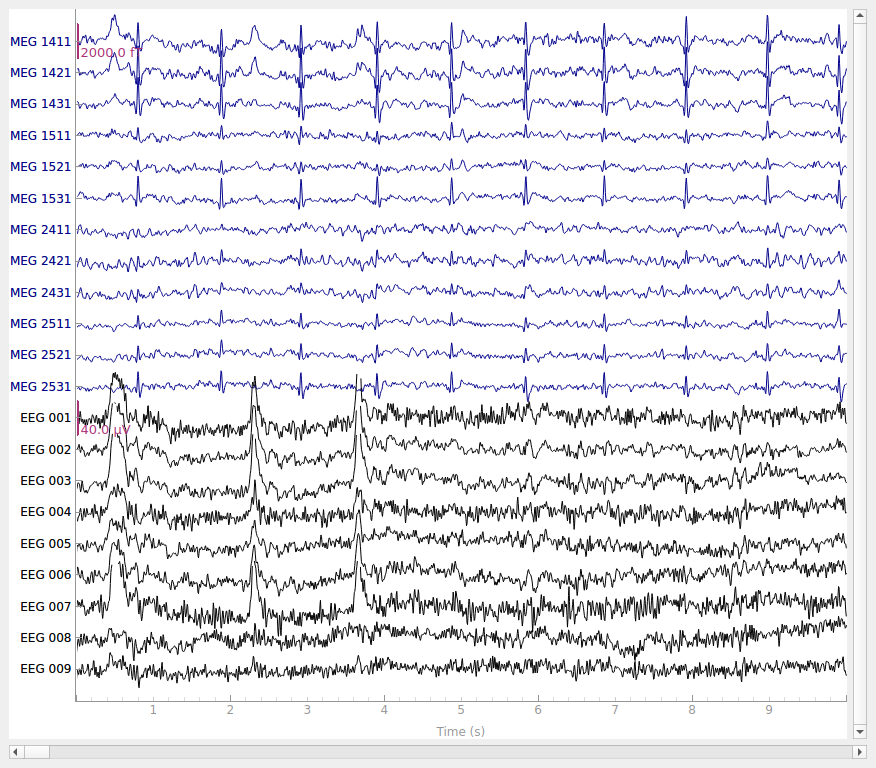 MEG 1411
2000.0 fT
MEG 1421
MEG 1431
MEG 1511
MEG 1521
MEG 1531
MEG 2411
MEG 2421
MEG 2431
MEG 2511
MEG 2521
MEG 2531
EEG 001
40.0 µV
EEG 002
EEG 003
EEG 004
EEG 005
EEG 006
EEG 007
EEG 008
EEG 009
1 2 3 4 5 6 7 8 9
Time (s)